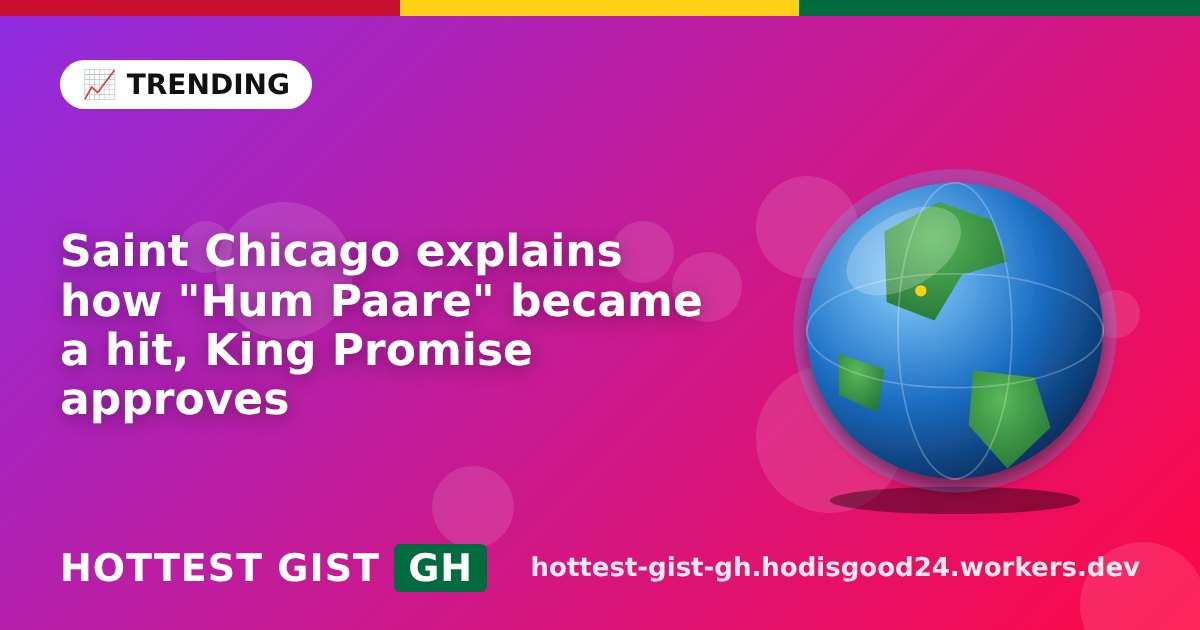 📈 TRENDING
Saint Chicago explains
how "Hum Paare" became
a hit, King Promise
approves
HOTTEST GIST GH
hottest-gist-gh.hodisgood24.workers.dev